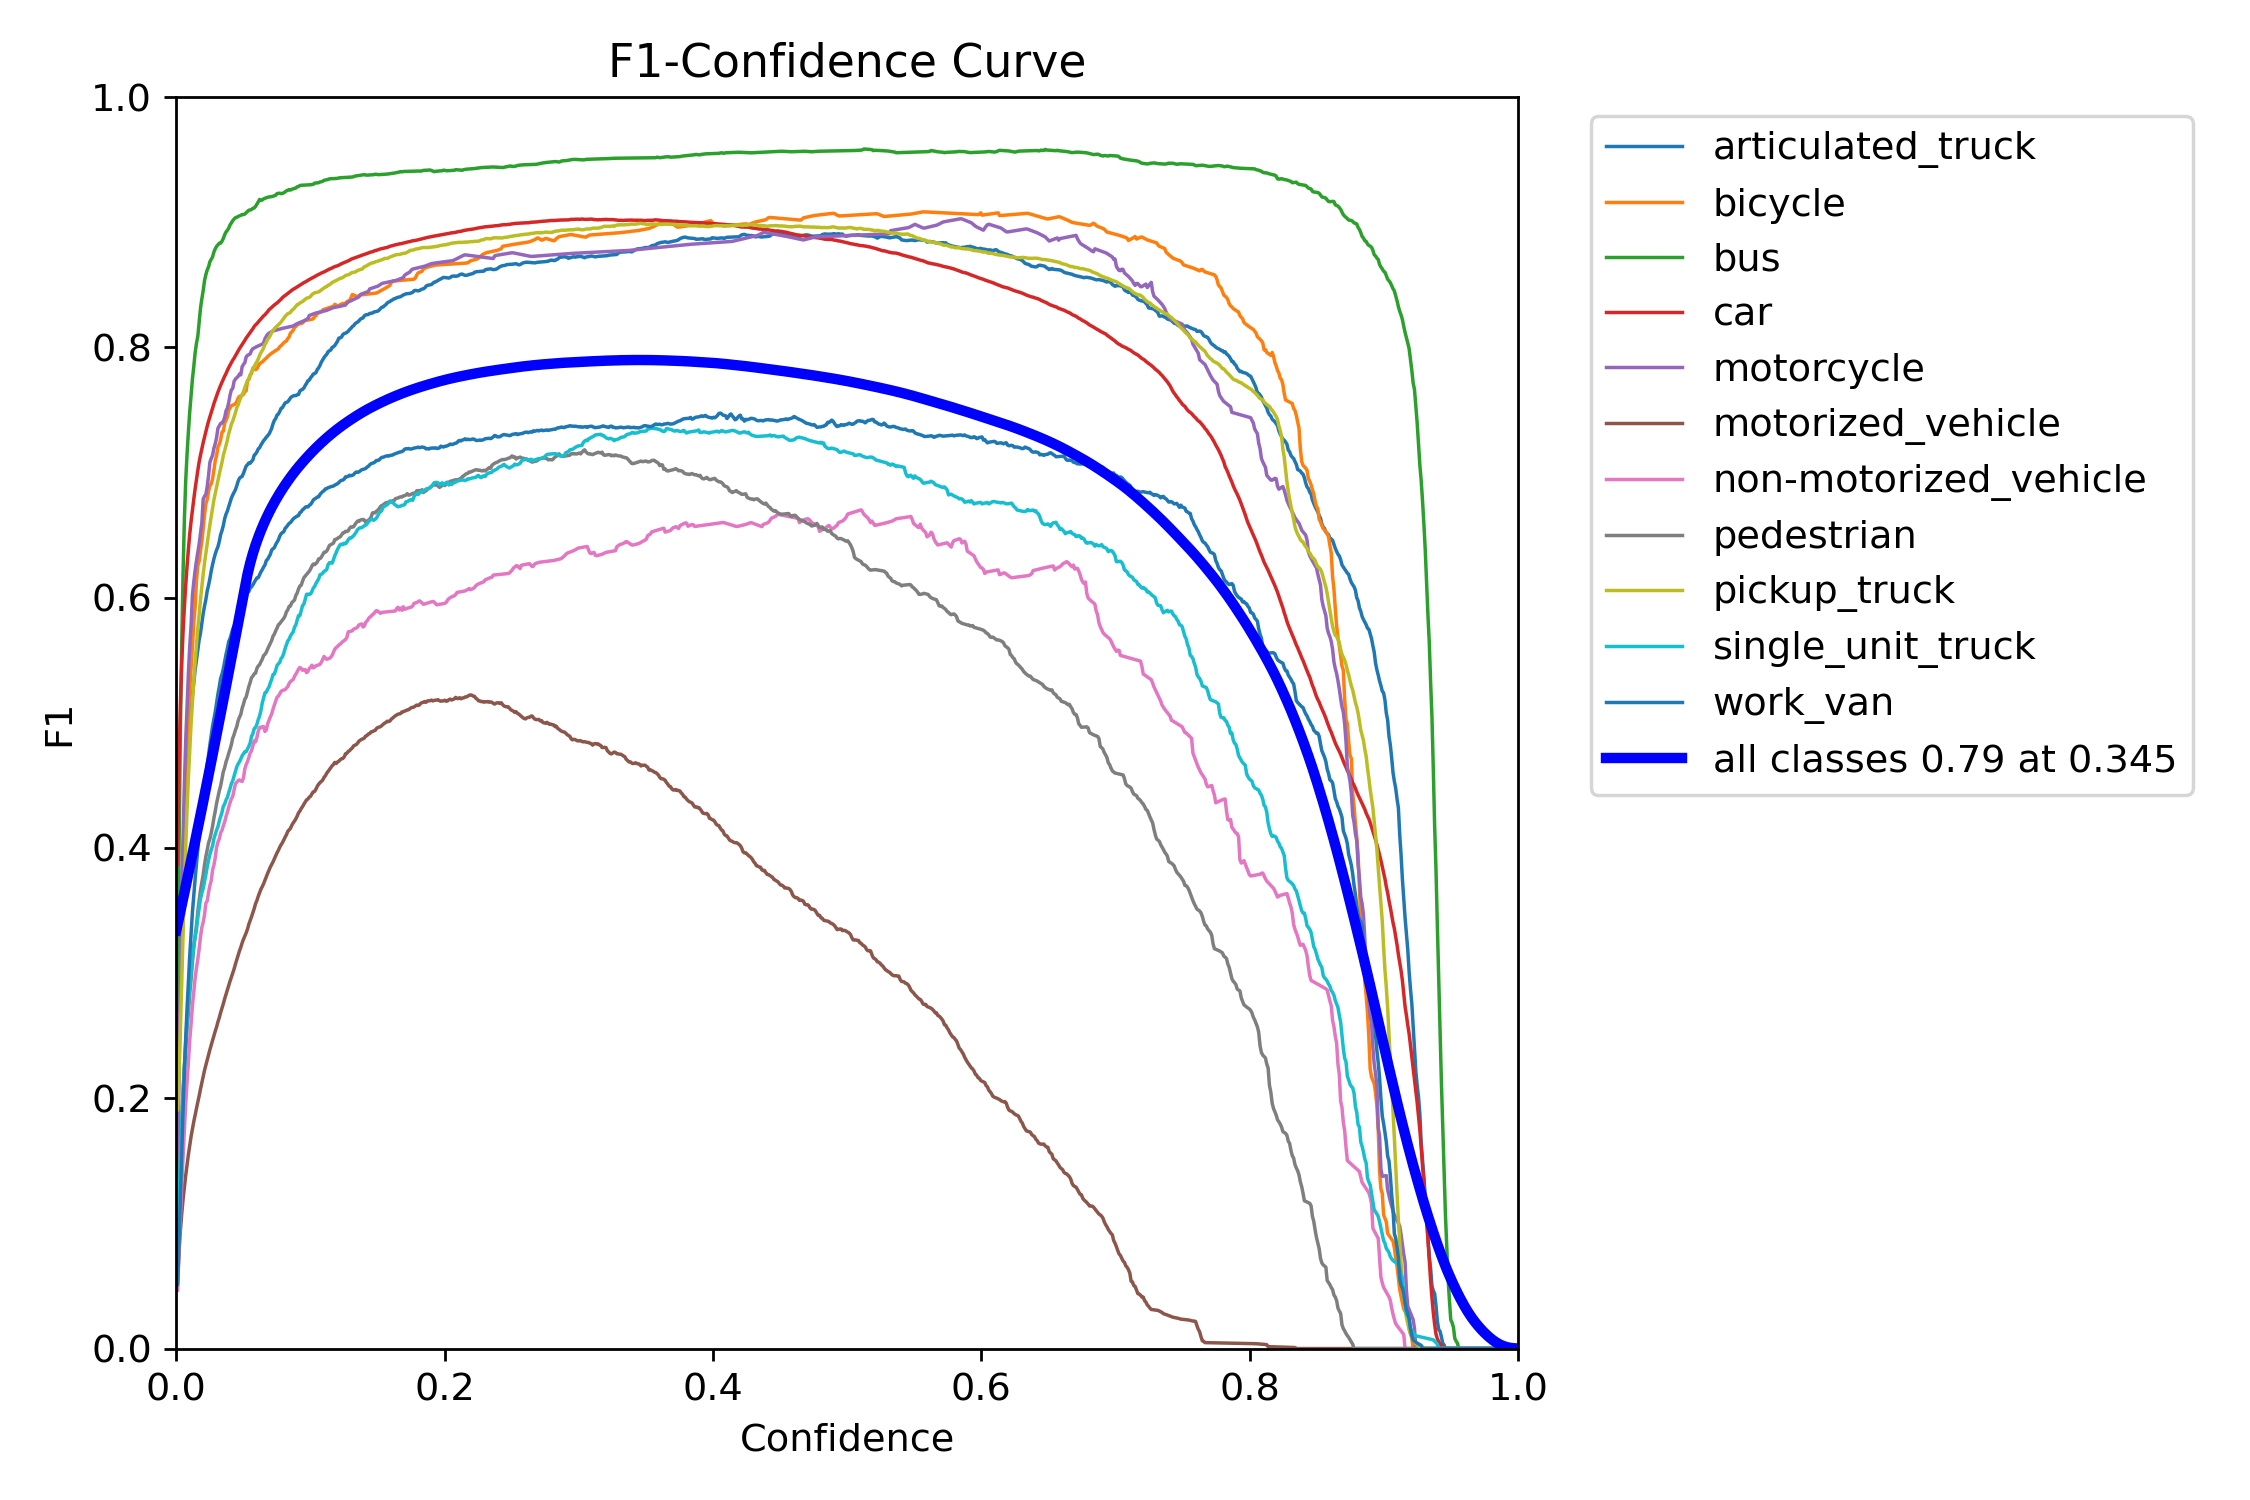 F1-Confidence Curve
1.0
0.8
0.6
0.4
0.2
0.0
F1
0.0 0.2 0.4 0.6 0.8 1.0
Confidence
articulated_truck
bicycle
bus
car
motorcycle
motorized_vehicle
non-motorized_vehicle
pedestrian
pickup_truck
single_unit_truck
work_van
all classes 0.79 at 0.345